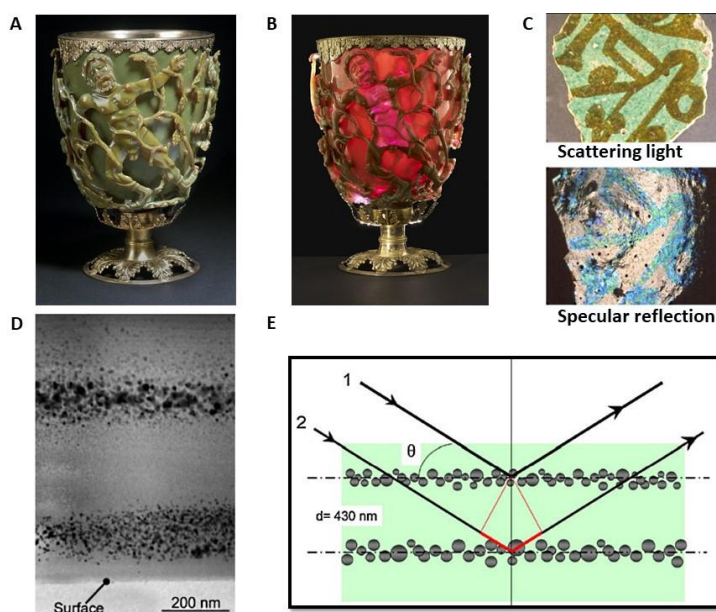 A
B
C
Scattering light
Specular reflection
D
Surface
200 nm
E
1
2
θ
d= 430 nm